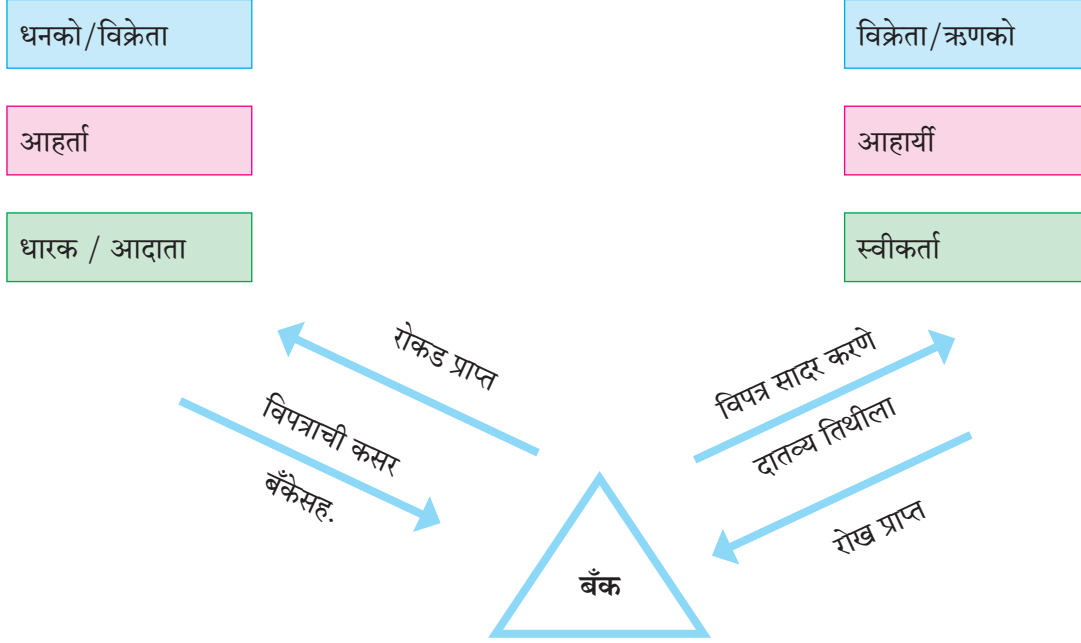 धनको/विक्रेता
विक्रेता/ऋणको
आहर्ता
आहार्यी
धारक / आदाता
स्वीकर्ता
रोकड प्राप्त
विपत्राची कसर
बँकेसह.
विपत्र सादर करणे
दातव्य तिथीला
रोख प्राप्त
बँक